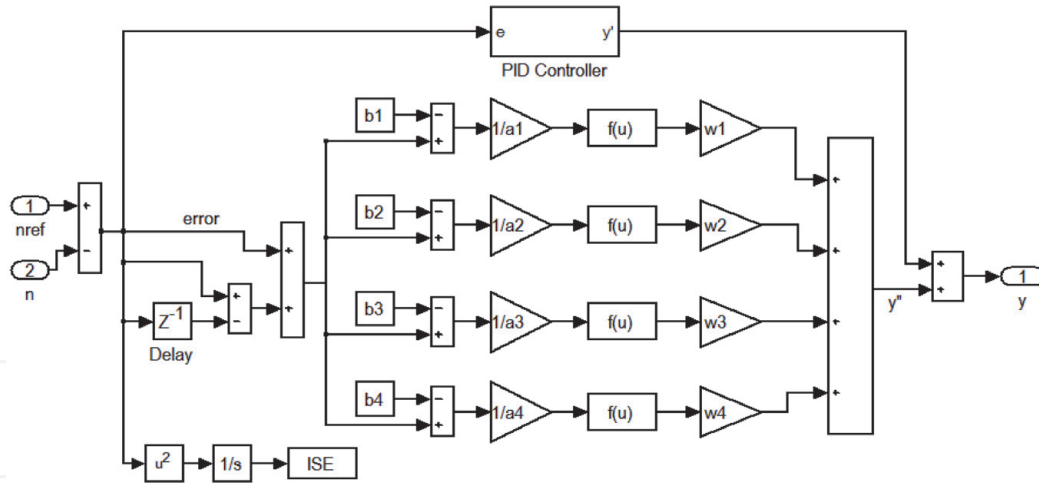 e y'
PID Controller
b1 − + 1/a1 f(u) w1
1 + +
nref
error
b2 − + 1/a2 f(u) w2
2 −
n
+ +
+ −
Z⁻¹
Delay
b3 − + 1/a3 f(u) w3
+ + +
y''
+ +
1
y
b4 − + 1/a4 f(u) w4
u² 1/s ISE